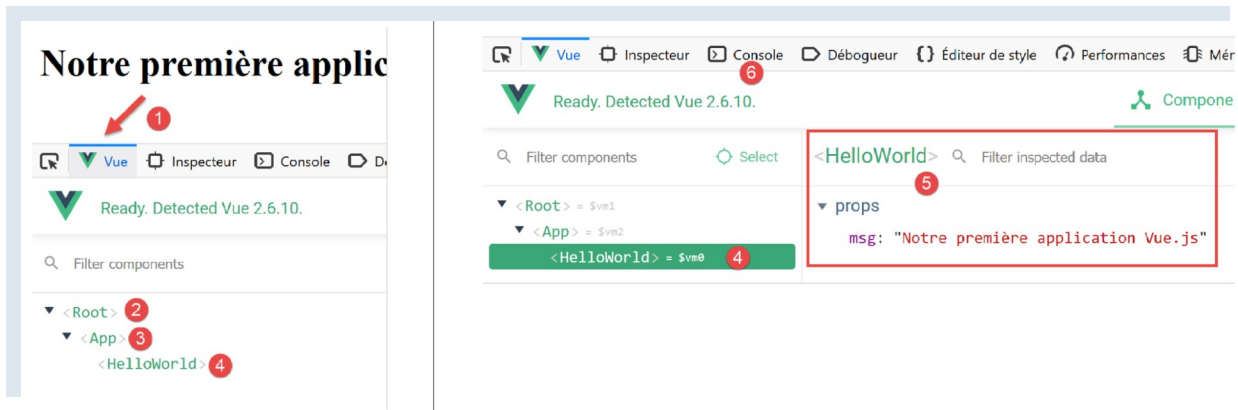 Notre première applic
1
Vue Inspecteur Console D
Ready. Detected Vue 2.6.10.
Filter components
<Root> 2
<App> 3
<HelloWorld> 4
Vue Inspecteur Console Débogueur {} Éditeur de style Performances Mér
6
Ready. Detected Vue 2.6.10.
Compone
Filter components Select
<Root> = $vm1
<App> = $vm2
<HelloWorld> = $vm0 4
<HelloWorld> Filter inspected data
5
props
msg: "Notre première application Vue.js"